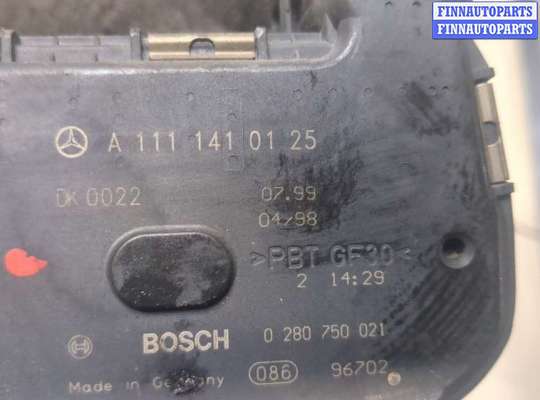 FINNAUTOPARTS
FINNAUTOPARTS
A 111 141 01 25
DK 0022
07.99
04/98
>PBT GF30<
2 14:29
BOSCH 0 280 750 021
Made in Germany 086 96702